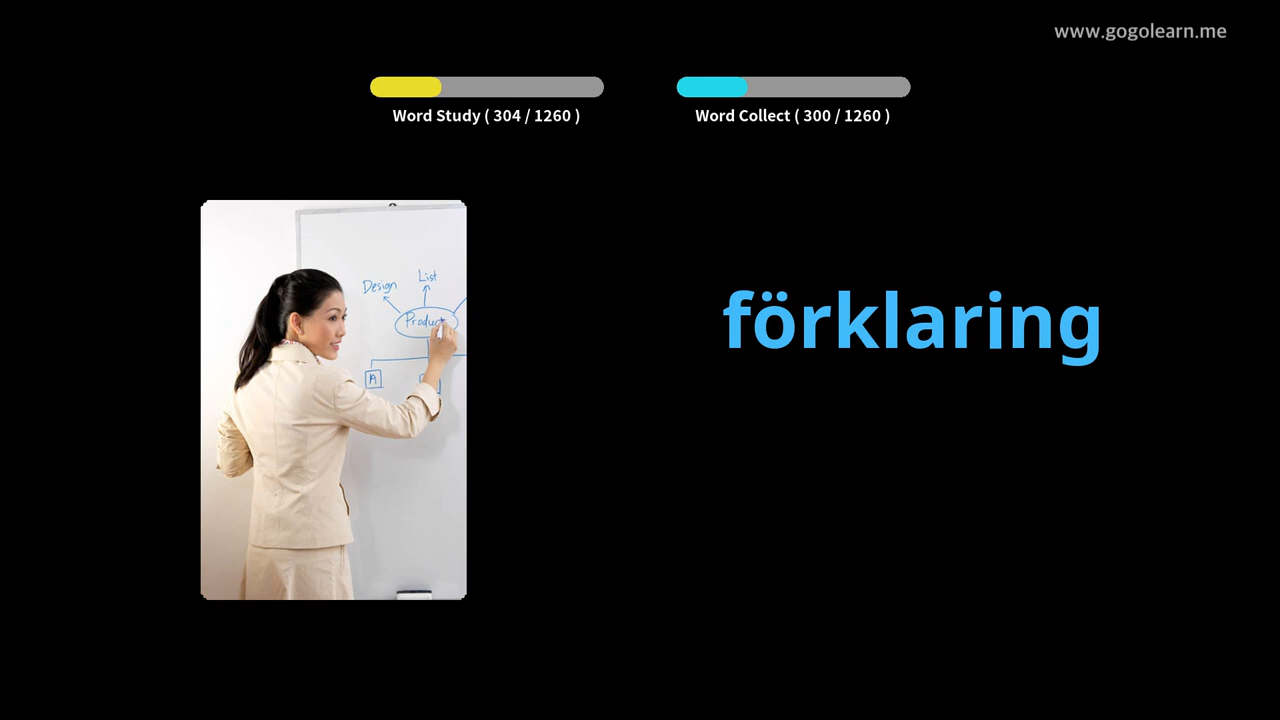 www.gogolearn.me
Word Study ( 304 / 1260 )
Word Collect ( 300 / 1260 )
förklaring
List
Design
Product
A